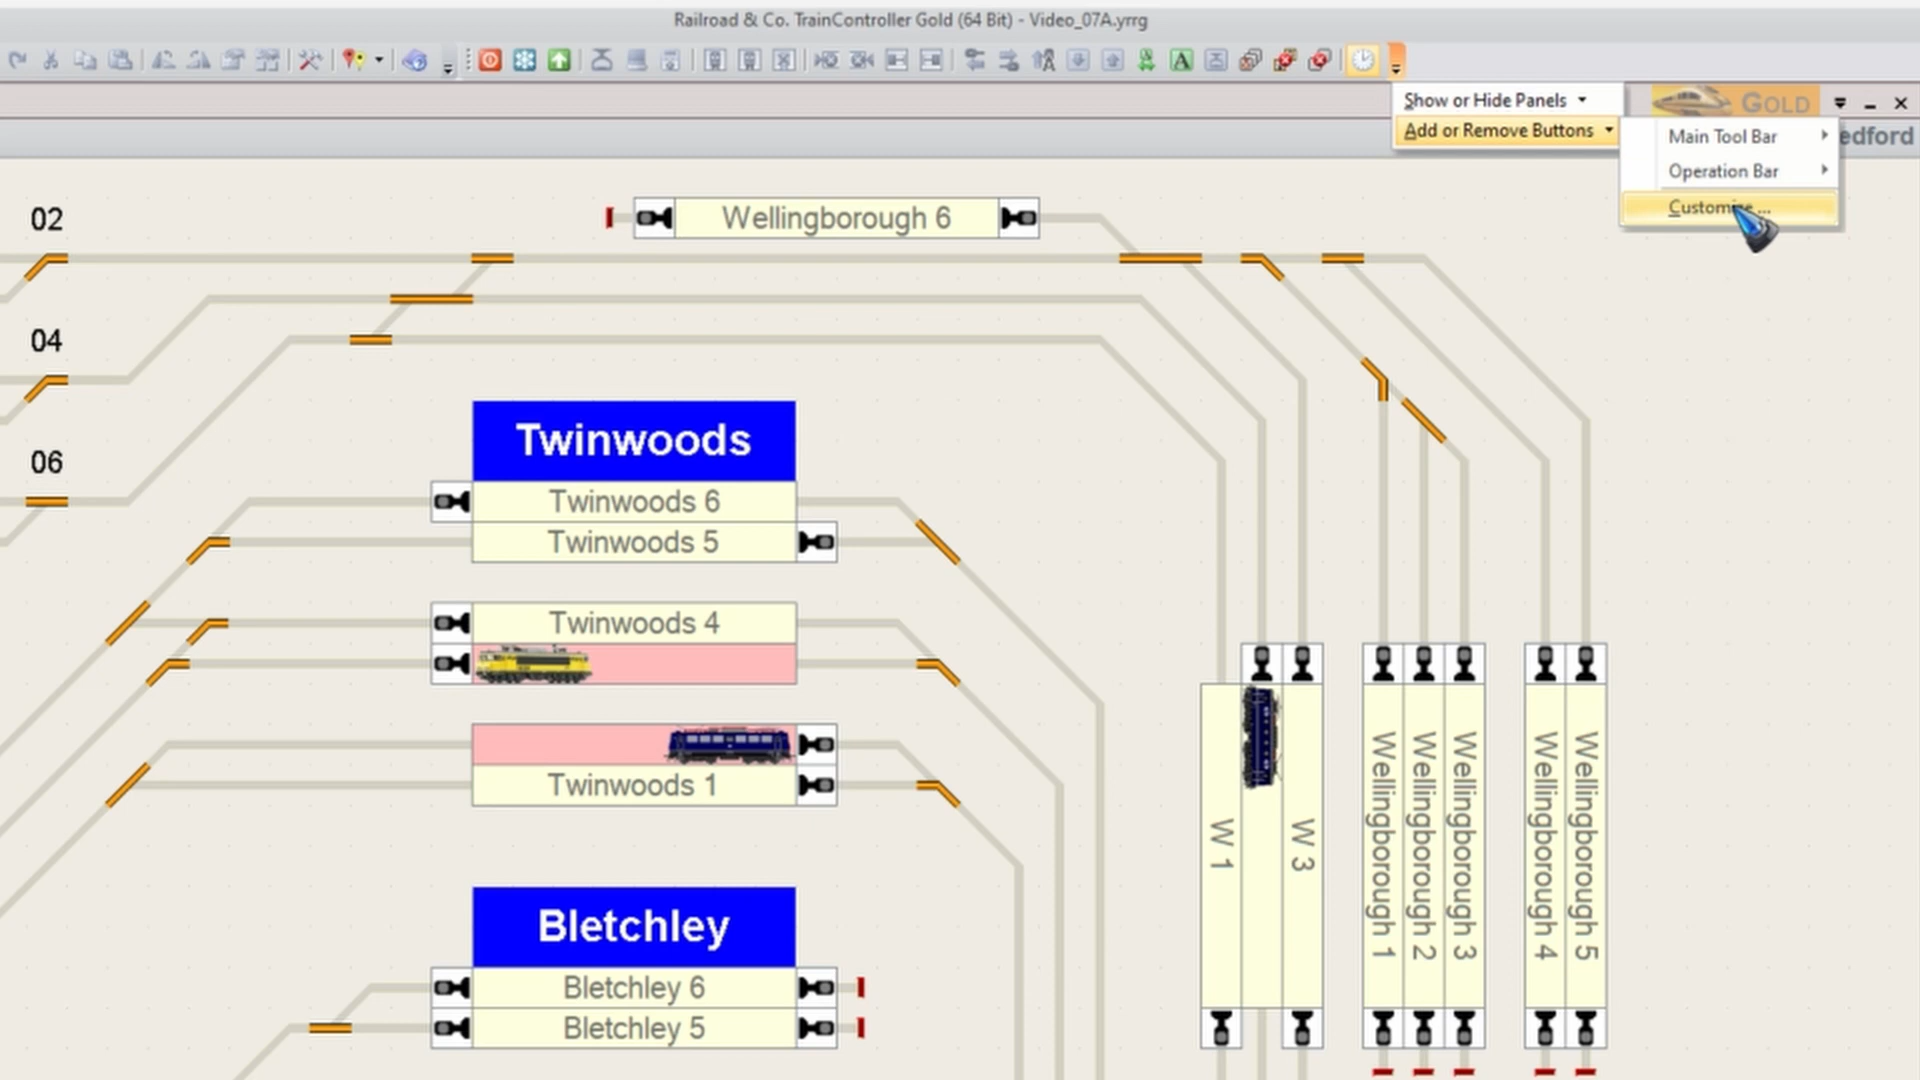 Railroad & Co. TrainController Gold (64 Bit) - Video_07A.yrrg
A
Show or Hide Panels
GOLD
Add or Remove Buttons
Main Tool Bar
edford
Operation Bar
Customize ...
02
Wellingborough 6
04
06
Twinwoods
Twinwoods 6
Twinwoods 5
Twinwoods 4
Twinwoods 1
W 1
W 3
Wellingborough 1
Wellingborough 2
Wellingborough 3
Wellingborough 4
Wellingborough 5
Bletchley
Bletchley 6
Bletchley 5